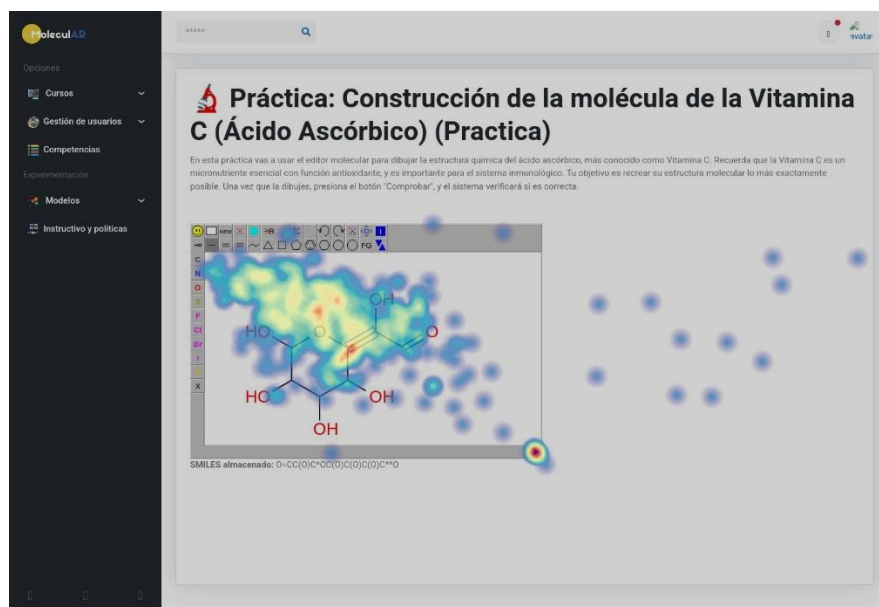 MoleculAR
*****
avatar
Opciones
Cursos
Gestión de usuarios
Competencias
Experimentación
Modelos
Instructivo y políticas
Práctica: Construcción de la molécula de la Vitamina
C (Ácido Ascórbico) (Practica)
En esta práctica vas a usar el editor molecular para dibujar la estructura química del ácido ascórbico, más conocido como Vitamina C. Recuerda que la Vitamina C es un
micronutriente esencial con función antioxidante, y es importante para el sistema inmunológico. Tu objetivo es recrear su estructura molecular lo más exactamente
posible. Una vez que la dibujes, presiona el botón "Comprobar", y el sistema verificará si es correcta.
NEW
FG
C
N
O
S
F
Cl
Br
I
X
OH
HO O O
HO OH
OH
SMILES almacenado: O=CC(O)C*OC(O)C(O)C(O)C**O